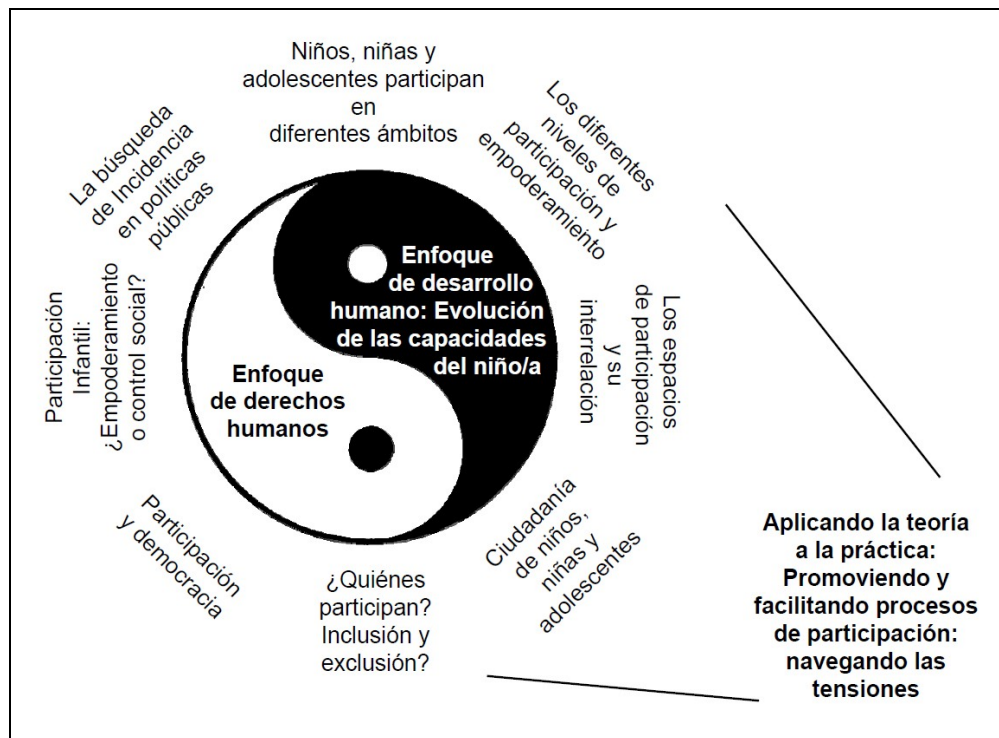 Niños, niñas y
adolescentes participan
en
diferentes ámbitos
Los diferentes
niveles de
participación y
empoderamiento
Los espacios
de participación
y su
interrelación
Ciudadanía
de niños,
niñas y
adolescentes
¿Quiénes
participan?
Inclusión y
exclusión?
Participación
y democracia
Participación
Infantil:
¿Empoderamiento
o control social?
La búsqueda
de Incidencia
en políticas
públicas
Enfoque
de desarrollo
humano: Evolución
de las capacidades
del niño/a
Enfoque
de derechos
humanos
Aplicando la teoría
a la práctica:
Promoviendo y
facilitando procesos
de participación:
navegando las
tensiones